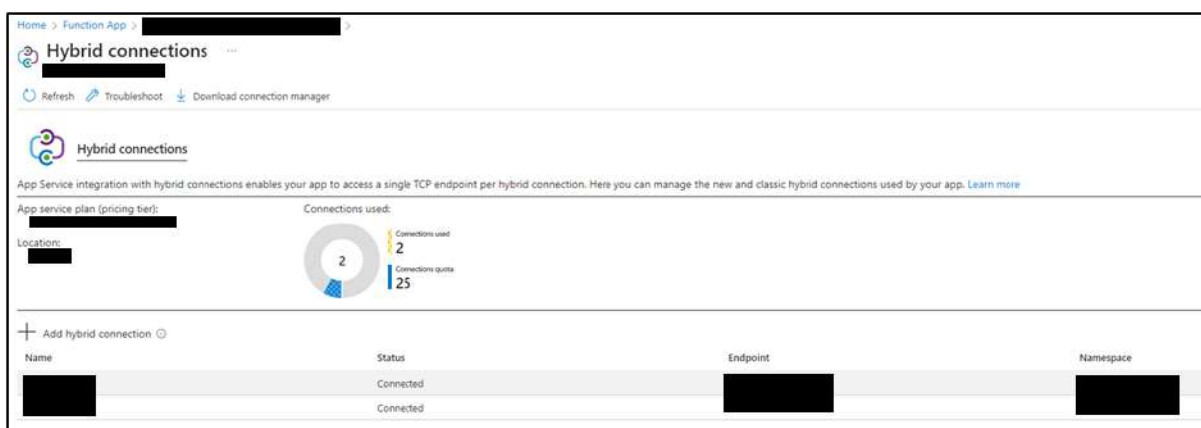 Home > Function App > >
Hybrid connections ...
Refresh Troubleshoot Download connection manager
Hybrid connections
App Service integration with hybrid connections enables your app to access a single TCP endpoint per hybrid connection. Here you can manage the new and classic hybrid connections used by your app. Learn more
App service plan (pricing tier): Connections used:
Connections used
2
Location:
2
Connections quota
25
Add hybrid connection
Name Status Endpoint Namespace
Connected
Connected